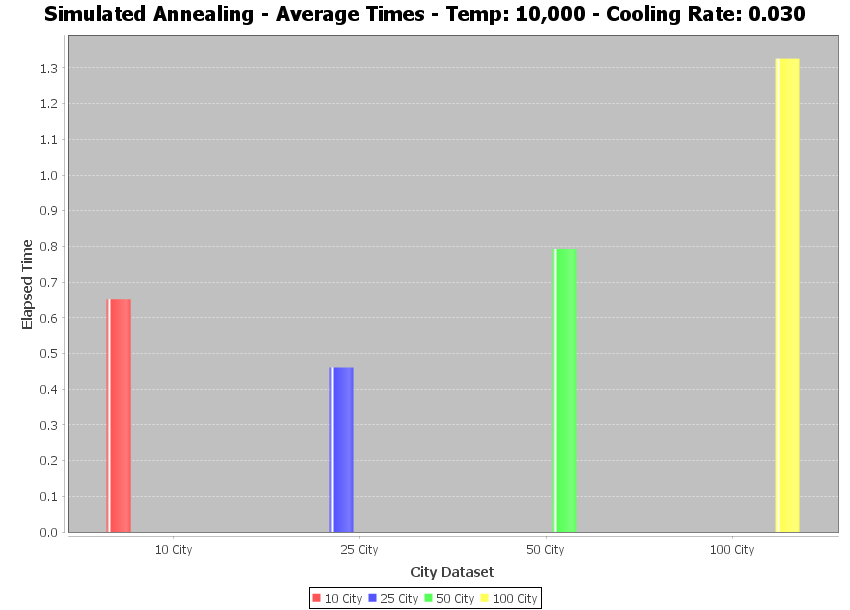 Simulated Annealing - Average Times - Temp: 10,000 - Cooling Rate: 0.030
Elapsed Time
1.3
1.2
1.1
1.0
0.9
0.8
0.7
0.6
0.5
0.4
0.3
0.2
0.1
0.0
10 City
25 City
50 City
100 City
City Dataset
10 City 25 City 50 City 100 City